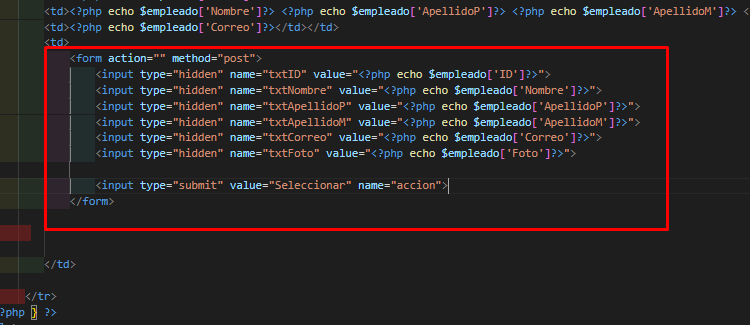 <td><?php echo $empleado['Nombre']?> <?php echo $empleado['ApellidoP']?> <?php echo $empleado['ApellidoM']?> <
<td><?php echo $empleado['Correo']?></td></td>
<td>
<form action="" method="post">
<input type="hidden" name="txtID" value="<?php echo $empleado['ID']?>">
<input type="hidden" name="txtNombre" value="<?php echo $empleado['Nombre']?>">
<input type="hidden" name="txtApellidoP" value="<?php echo $empleado['ApellidoP']?>">
<input type="hidden" name="txtApellidoM" value="<?php echo $empleado['ApellidoM']?>">
<input type="hidden" name="txtCorreo" value="<?php echo $empleado['Correo']?>">
<input type="hidden" name="txtFoto" value="<?php echo $empleado['Foto']?>">
<input type="submit" value="Seleccionar" name="accion">
</form>
</td>
</tr>
?php } ?>